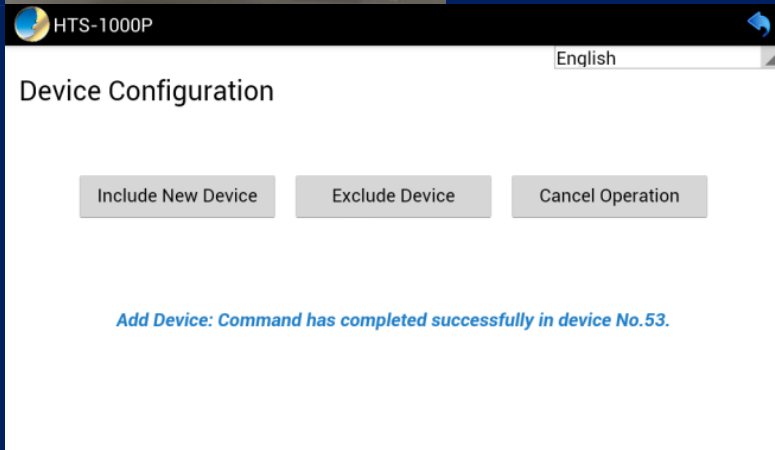 HTS-1000P
English
Device Configuration
Include New Device
Exclude Device
Cancel Operation
Add Device: Command has completed successfully in device No.53.